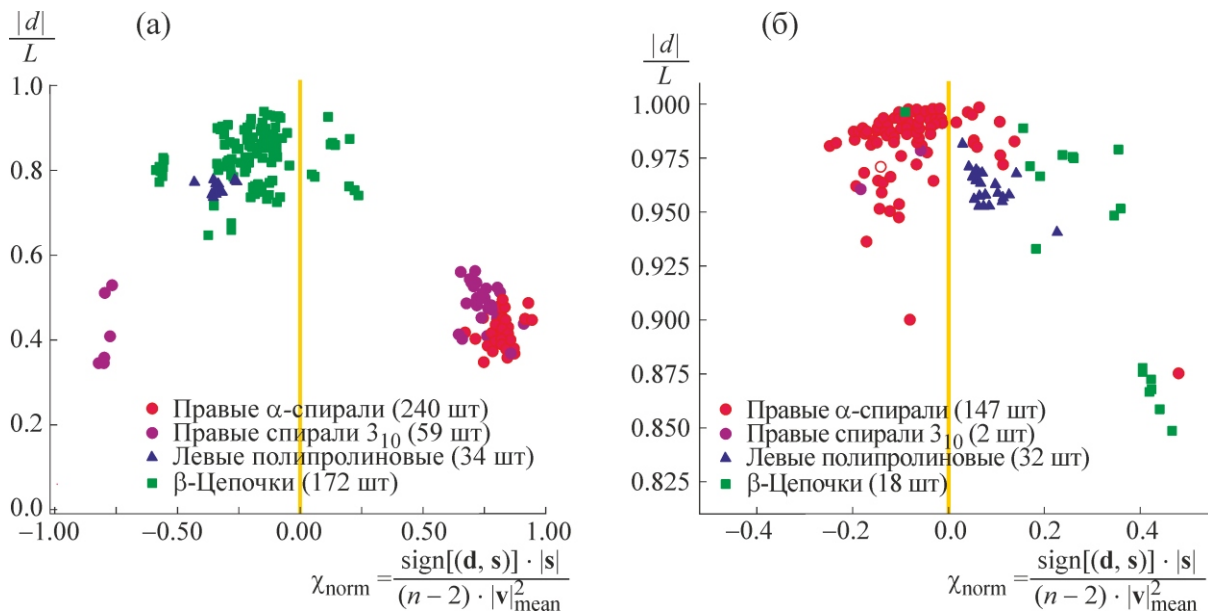 (а)
|d|
L
1.0
0.8
0.6
0.4
0.2
0.0
Правые α-спирали (240 шт)
Правые спирали 3₁₀ (59 шт)
Левые полипролиновые (34 шт)
β-Цепочки (172 шт)
−1.00 −0.50 0.00 0.50 1.00
χnorm = sign[(d, s)] · |s|
(n − 2) · |v|²mean
(б)
|d|
L
1.000
0.975
0.950
0.925
0.900
0.875
0.850
0.825
Правые α-спирали (147 шт)
Правые спирали 3₁₀ (2 шт)
Левые полипролиновые (32 шт)
β-Цепочки (18 шт)
−0.4 −0.2 0.0 0.2 0.4
χnorm = sign[(d, s)] · |s|
(n − 2) · |v|²mean